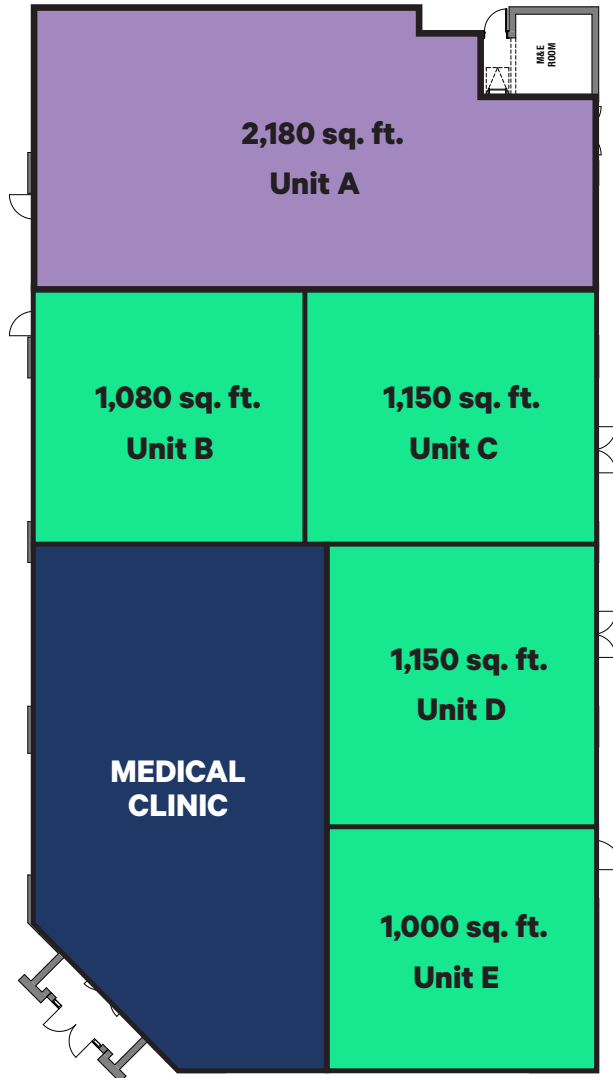 M&E
ROOM
2,180 sq. ft.
Unit A
1,080 sq. ft.
Unit B
1,150 sq. ft.
Unit C
1,150 sq. ft.
Unit D
MEDICAL
CLINIC
1,000 sq. ft.
Unit E